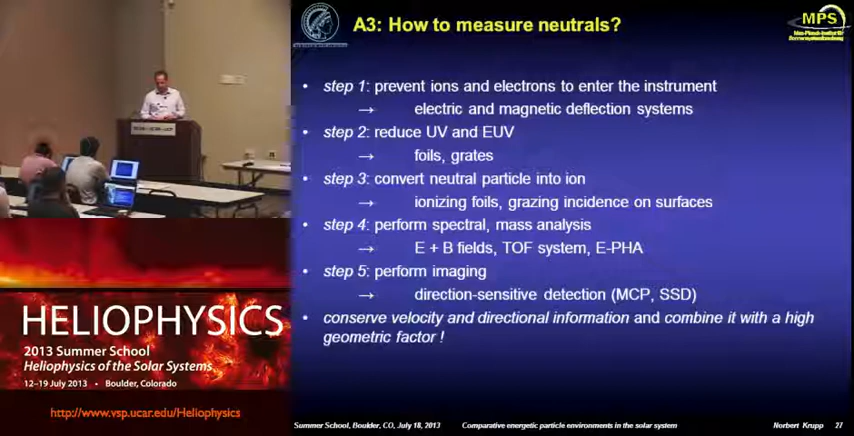 A3: How to measure neutrals?
MPS
• step 1: prevent ions and electrons to enter the instrument
→ electric and magnetic deflection systems
• step 2: reduce UV and EUV
→ foils, grates
• step 3: convert neutral particle into ion
→ ionizing foils, grazing incidence on surfaces
• step 4: perform spectral, mass analysis
→ E + B fields, TOF system, E-PHA
• step 5: perform imaging
→ direction-sensitive detection (MCP, SSD)
• conserve velocity and directional information and combine it with a high
geometric factor !
HELIOPHYSICS
2013 Summer School
Heliophysics of the Solar Systems
12–19 July 2013 • Boulder, Colorado
http://www.vsp.ucar.edu/Heliophysics
Summer School, Boulder, CO, July 18, 2013 Comparative energetic particle environments in the solar system Norbert Krupp 27